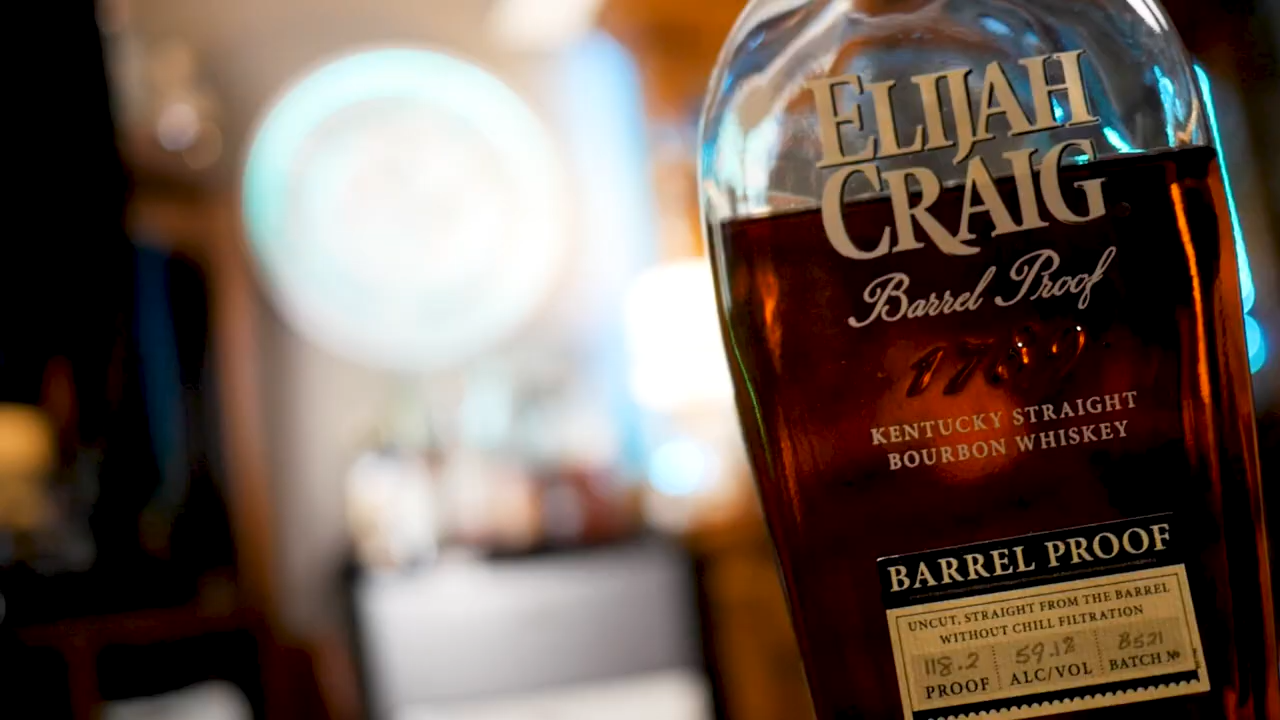 ELIJAH
CRAIG
Barrel Proof
1789
KENTUCKY STRAIGHT
BOURBON WHISKEY
BARREL PROOF
UNCUT, STRAIGHT FROM THE BARREL
WITHOUT CHILL FILTRATION
118.2 59.1% B521
PROOF ALC/VOL BATCH №